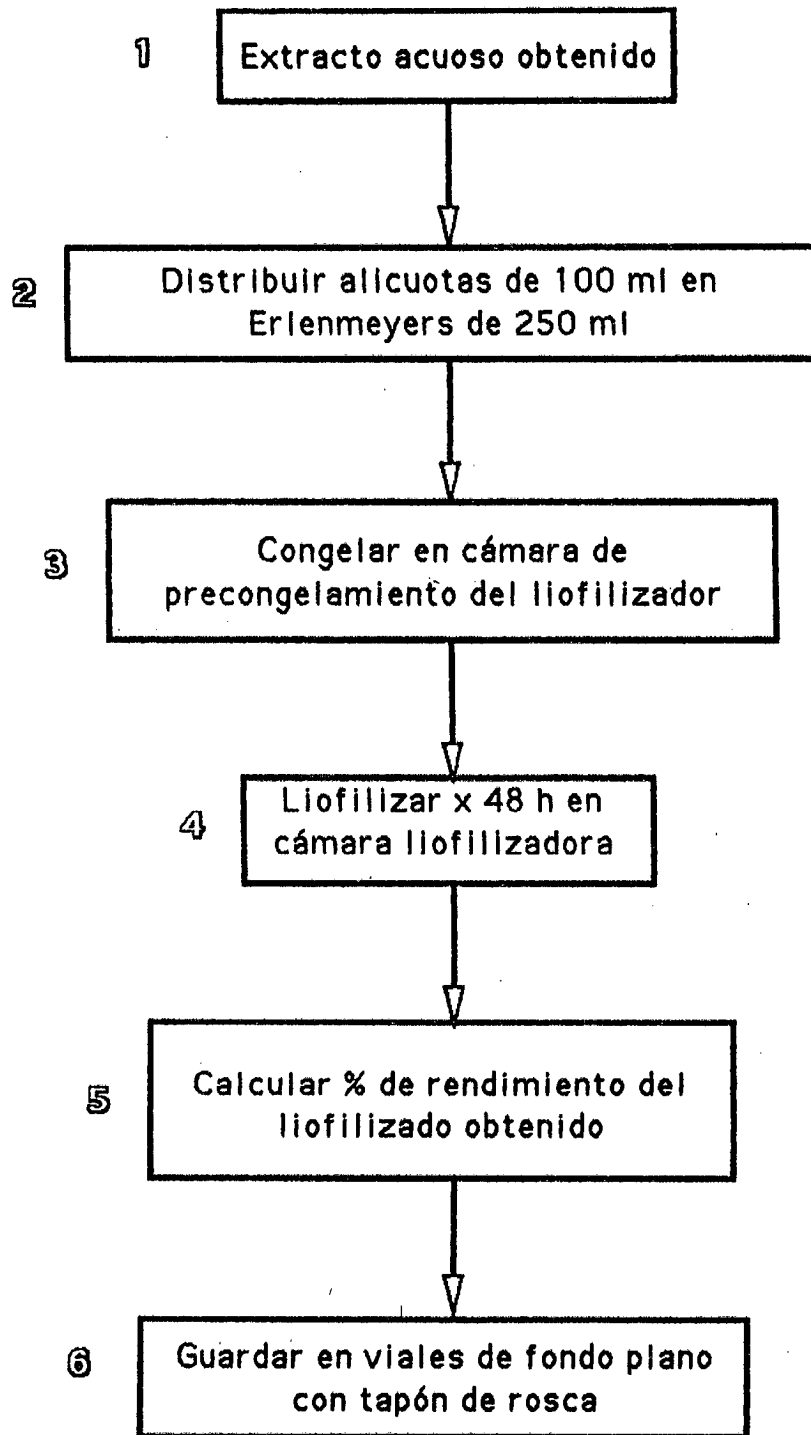 1
Extracto acuoso obtenido
2
Distribuir alícuotas de 100 ml en
Erlenmeyers de 250 ml
3
Congelar en cámara de
precongelamiento del liofilizador
4
Liofilizar x 48 h en
cámara liofilizadora
5
Calcular % de rendimiento del
liofilizado obtenido
6
Guardar en viales de fondo plano
con tapón de rosca